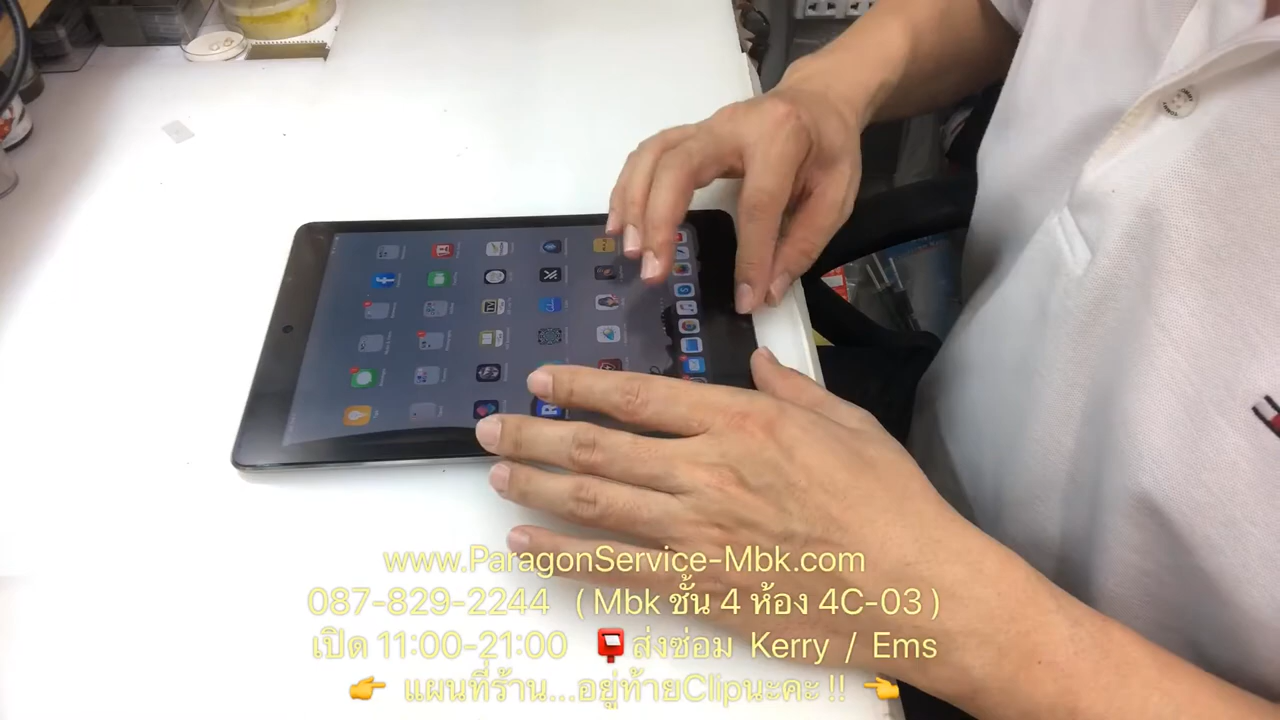 www.ParagonService-Mbk.com
087-829-2244 ( Mbk ชั้น 4 ห้อง 4C-03 )
เปิด 11:00-21:00 📮ส่งซ่อม Kerry / Ems
👉 แผนที่ร้าน...อยู่ท้ายClipนะคะ !! 👈